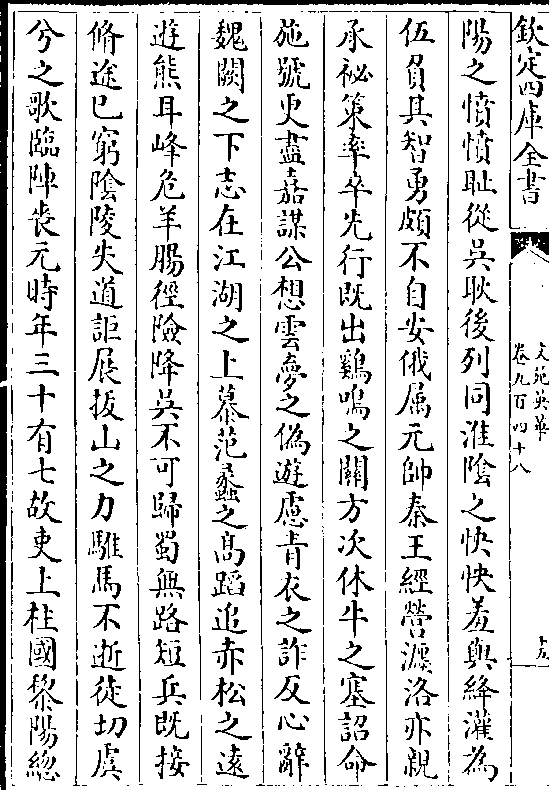 欽定四庫全書
文苑英華
卷九百四十八
陽之憤憤耻從吳耿後列同淮陰之怏怏羞與絳灌為
伍負其智勇頗不自安俄属元帥秦王經營瀍洛亦親
承祕策率卒先行既出鷄鳴之關方次休牛之塞詔命
施號更盡嘉謀公想雲夢之偽遊慮青衣之詐反心辭
魏闕之下志在江湖之上慕范蠡之髙蹈追赤松之遠
遊熊耳峰危羊腸徑險降吳不可歸蜀無路短兵既接
脩途已窮陰陵失道詎展拔山之力騅馬不逝徒切虞
兮之歌臨陣喪元時年三十有七故吏上柱國黎陽緫